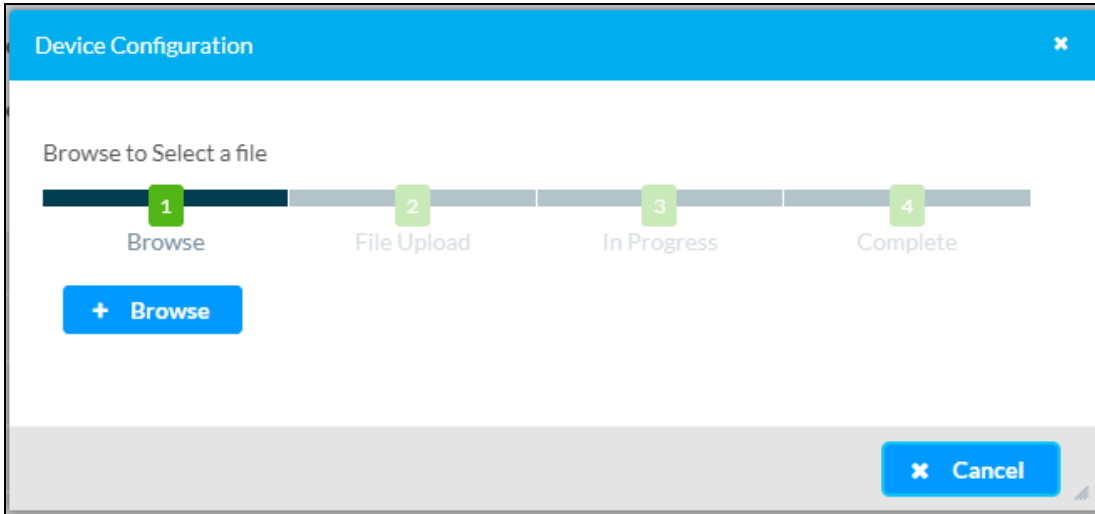 Device Configuration
Browse to Select a file
1 2 3 4
Browse File Upload In Progress Complete
+ Browse
Cancel